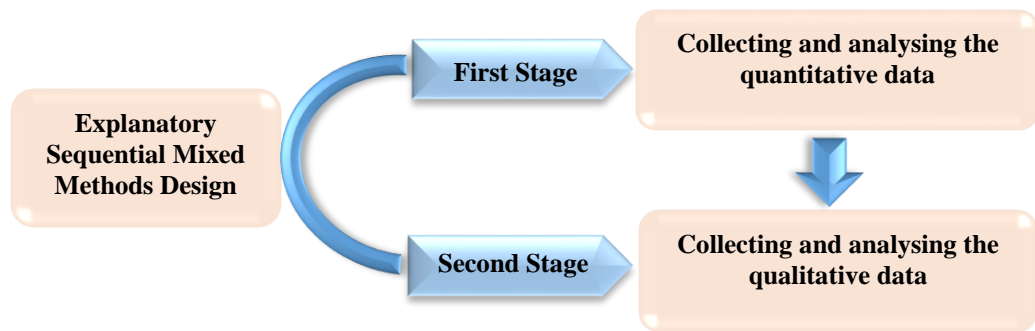 Explanatory
Sequential Mixed
Methods Design
First Stage
Collecting and analysing the
quantitative data
Second Stage
Collecting and analysing the
qualitative data